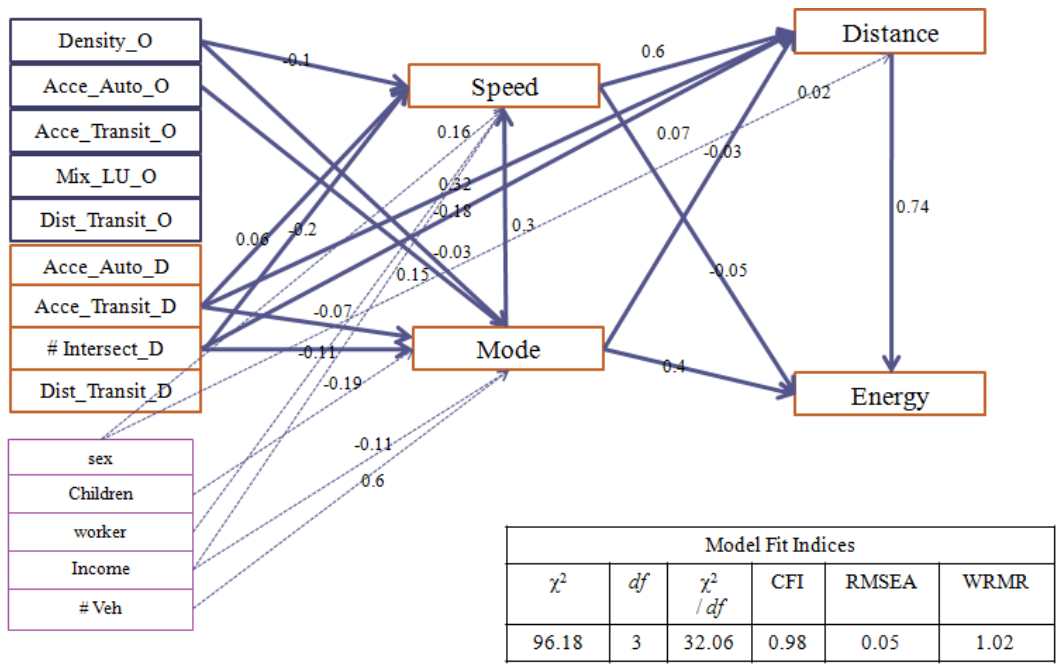 Density_O
Acce_Auto_O
Acce_Transit_O
Mix_LU_O
Dist_Transit_O
Acce_Auto_D
Acce_Transit_D
# Intersect_D
Dist_Transit_D
sex
Children
worker
Income
# Veh
Speed
Mode
Distance
Energy
-0.1
0.6
0.02
0.16
0.07
-0.03
0.32
-0.18
0.74
0.06
-0.2
0.3
-0.03
0.15
-0.05
-0.07
-0.11
0.4
-0.19
-0.11
0.6
Model Fit Indices
χ² df χ² / df CFI RMSEA WRMR
96.18 3 32.06 0.98 0.05 1.02